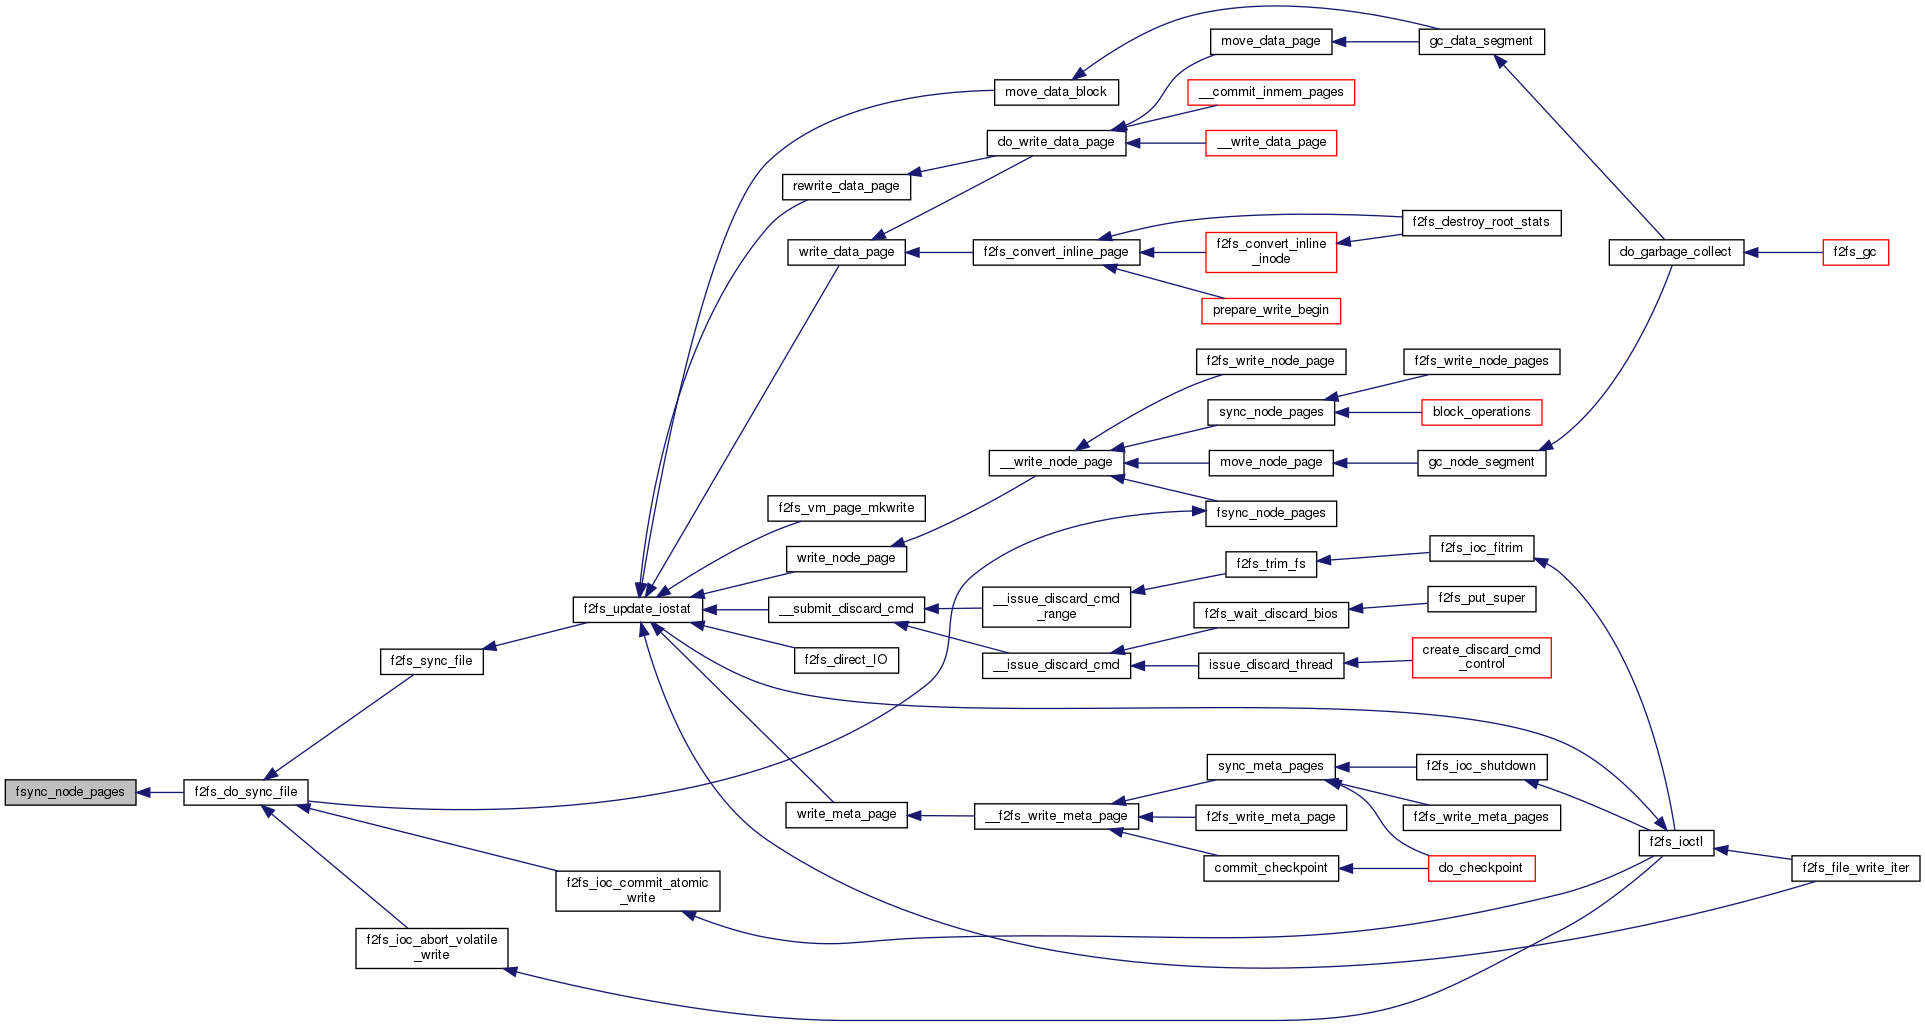 move_data_page
gc_data_segment
move_data_block
__commit_inmem_pages
do_write_data_page
__write_data_page
rewrite_data_page
f2fs_destroy_root_stats
write_data_page
f2fs_convert_inline_page
f2fs_convert_inline
_inode
do_garbage_collect
f2fs_gc
prepare_write_begin
f2fs_write_node_page
f2fs_write_node_pages
sync_node_pages
block_operations
__write_node_page
move_node_page
gc_node_segment
f2fs_vm_page_mkwrite
fsync_node_pages
write_node_page
f2fs_trim_fs
f2fs_ioc_fitrim
f2fs_update_iostat
__submit_discard_cmd
__issue_discard_cmd
_range
f2fs_wait_discard_bios
f2fs_put_super
f2fs_sync_file
f2fs_direct_IO
__issue_discard_cmd
issue_discard_thread
create_discard_cmd
_control
sync_meta_pages
f2fs_ioc_shutdown
fsync_node_pages
f2fs_do_sync_file
write_meta_page
__f2fs_write_meta_page
f2fs_write_meta_page
f2fs_write_meta_pages
f2fs_ioctl
commit_checkpoint
do_checkpoint
f2fs_file_write_iter
f2fs_ioc_commit_atomic
_write
f2fs_ioc_abort_volatile
_write